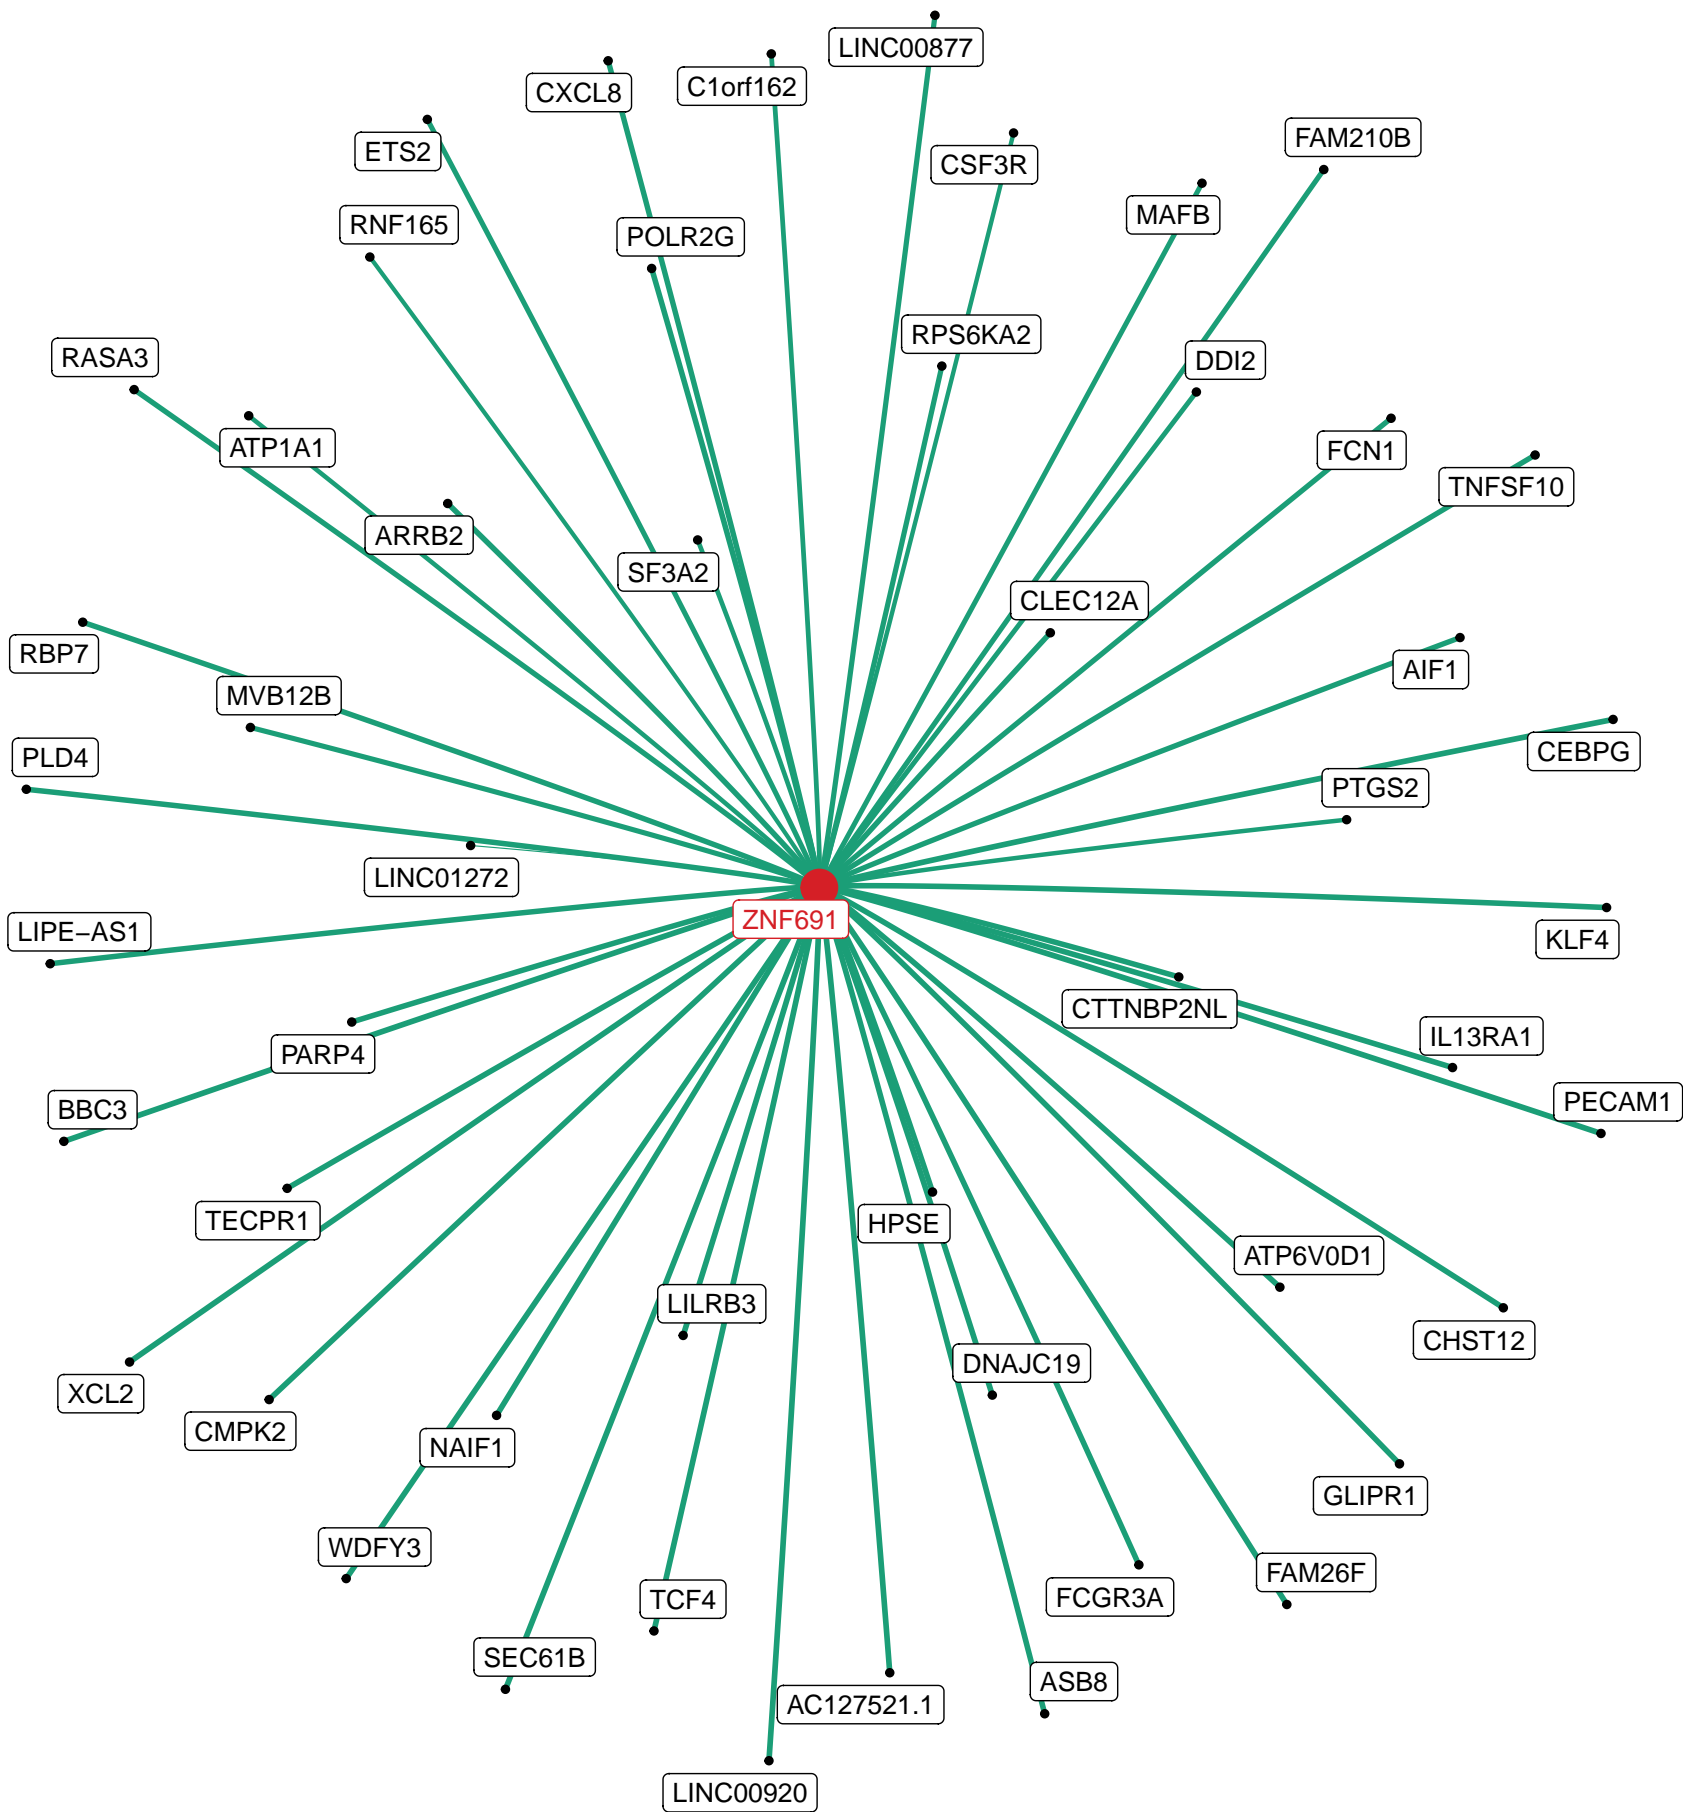 LINC00877
C1orf162
CXCL8
FAM210B
ETS2
CSF3R
MAFB
RNF165
POLR2G
RPS6KA2
RASA3
DDI2
ATP1A1
FCN1
TNFSF10
ARRB2
SF3A2
CLEC12A
RBP7
AIF1
MVB12B
CEBPG
PLD4
PTGS2
LINC01272
ZNF691
LIPE−AS1
KLF4
CTTNBP2NL
IL13RA1
PARP4
PECAM1
BBC3
TECPR1
HPSE
ATP6V0D1
LILRB3
CHST12
DNAJC19
XCL2
CMPK2
NAIF1
GLIPR1
WDFY3
FAM26F
FCGR3A
TCF4
SEC61B
ASB8
AC127521.1
LINC00920